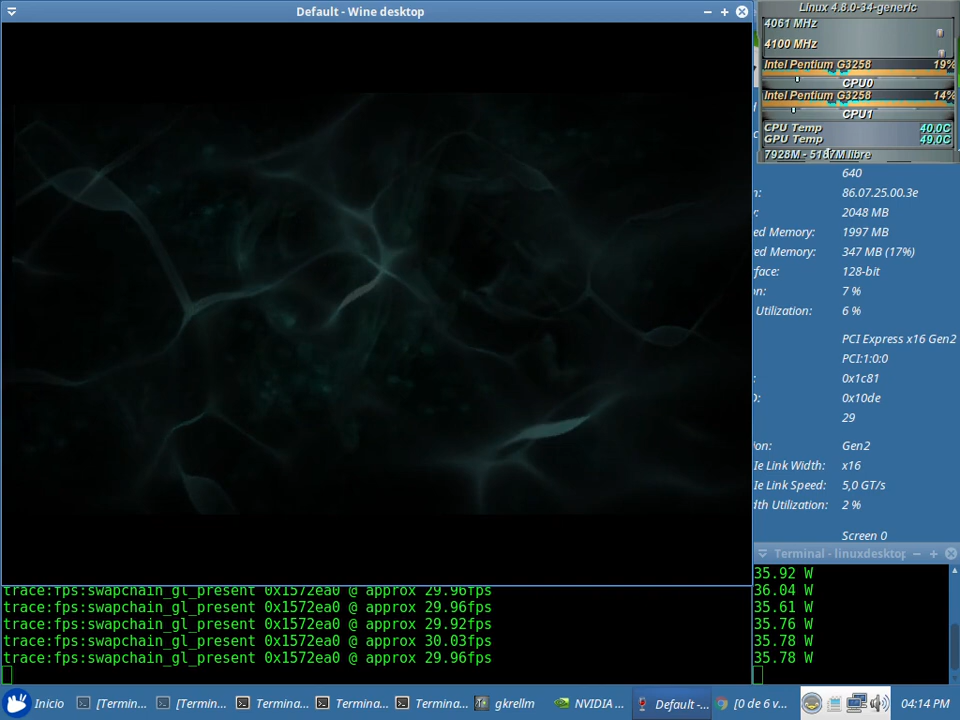 Default - Wine desktop
Linux 4.8.0-34-generic
4061 MHz
4100 MHz
Intel Pentium G3258 19%
CPU0
Intel Pentium G3258 14%
CPU1
CPU Temp 40.0C
GPU Temp 49.0C
7928M - 5187M libre
640
n: 86.07.25.00.3e
: 2048 MB
ed Memory: 1997 MB
ed Memory: 347 MB (17%)
rface: 128-bit
on: 7 %
Utilization: 6 %
PCI Express x16 Gen2
PCI:1:0:0
: 0x1c81
D: 0x10de
29
ion: Gen2
Ie Link Width: x16
Ie Link Speed: 5,0 GT/s
dth Utilization: 2 %
Screen 0
Terminal - linuxdesktop
trace:fps:swapchain_gl_present 0x1572ea0 @ approx 29.96fps
trace:fps:swapchain_gl_present 0x1572ea0 @ approx 29.96fps
trace:fps:swapchain_gl_present 0x1572ea0 @ approx 29.92fps
trace:fps:swapchain_gl_present 0x1572ea0 @ approx 30.03fps
trace:fps:swapchain_gl_present 0x1572ea0 @ approx 29.96fps
35.92 W
36.04 W
35.61 W
35.76 W
35.78 W
35.78 W
Inicio [Termin... [Termin... Termina... Termina... Termina... gkrellm NVIDIA ... Default -... [0 de 6 v... 04:14 PM